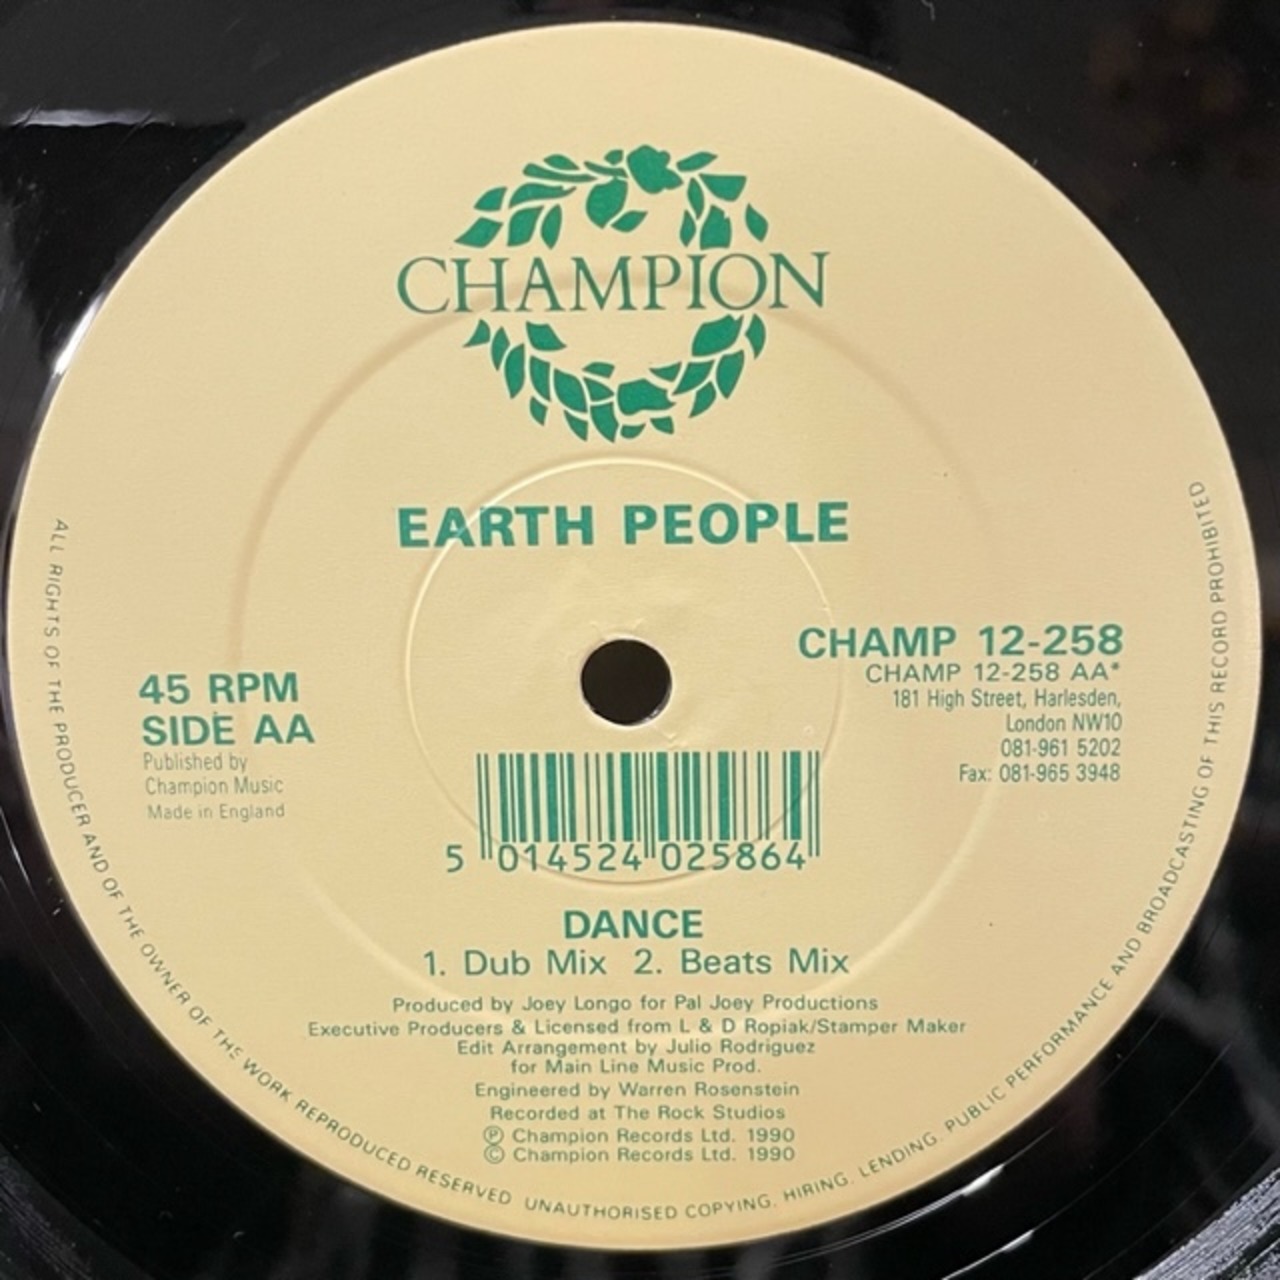 CHAMPION
EARTH PEOPLE
CHAMP 12-258
CHAMP 12-258 AA*
181 High Street, Harlesden,
London NW10
081-961 5202
Fax: 081-965 3948
45 RPM
SIDE AA
Published by
Champion Music
Made in England
5 014524 025864
DANCE
1. Dub Mix 2. Beats Mix
Produced by Joey Longo for Pal Joey Productions
Executive Producers & Licensed from L & D Ropiak/Stamper Maker
Edit Arrangement by Julio Rodriguez
for Main Line Music Prod.
Engineered by Warren Rosenstein
Recorded at The Rock Studios
℗ Champion Records Ltd. 1990
© Champion Records Ltd. 1990
ALL RIGHTS OF THE PRODUCER AND OF THE OWNER OF THE WORK REPRODUCED RESERVED UNAUTHORISED COPYING, HIRING, LENDING, PUBLIC PERFORMANCE AND BROADCASTING OF THIS RECORD PROHIBITED